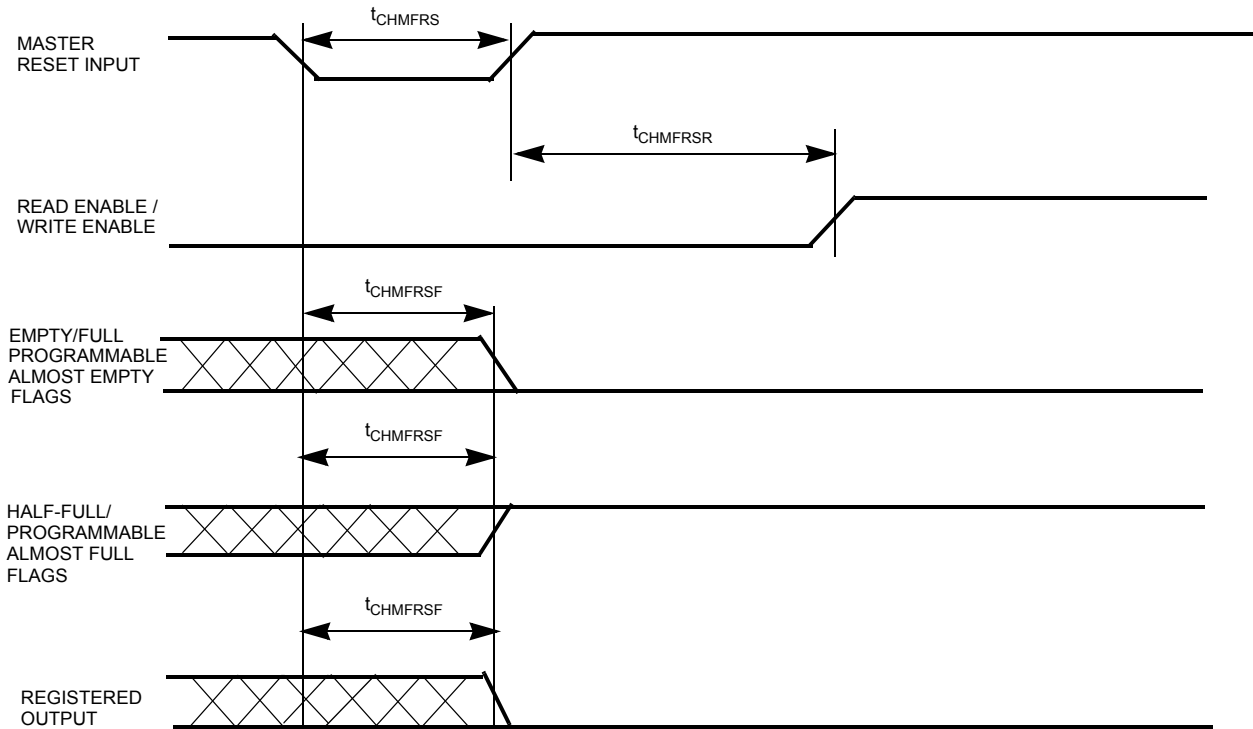 tCHMFRS
MASTER
RESET INPUT
tCHMFRSR
READ ENABLE /
WRITE ENABLE
tCHMFRSF
EMPTY/FULL
PROGRAMMABLE
ALMOST EMPTY
FLAGS
tCHMFRSF
HALF-FULL/
PROGRAMMABLE
ALMOST FULL
FLAGS
tCHMFRSF
REGISTERED
OUTPUT